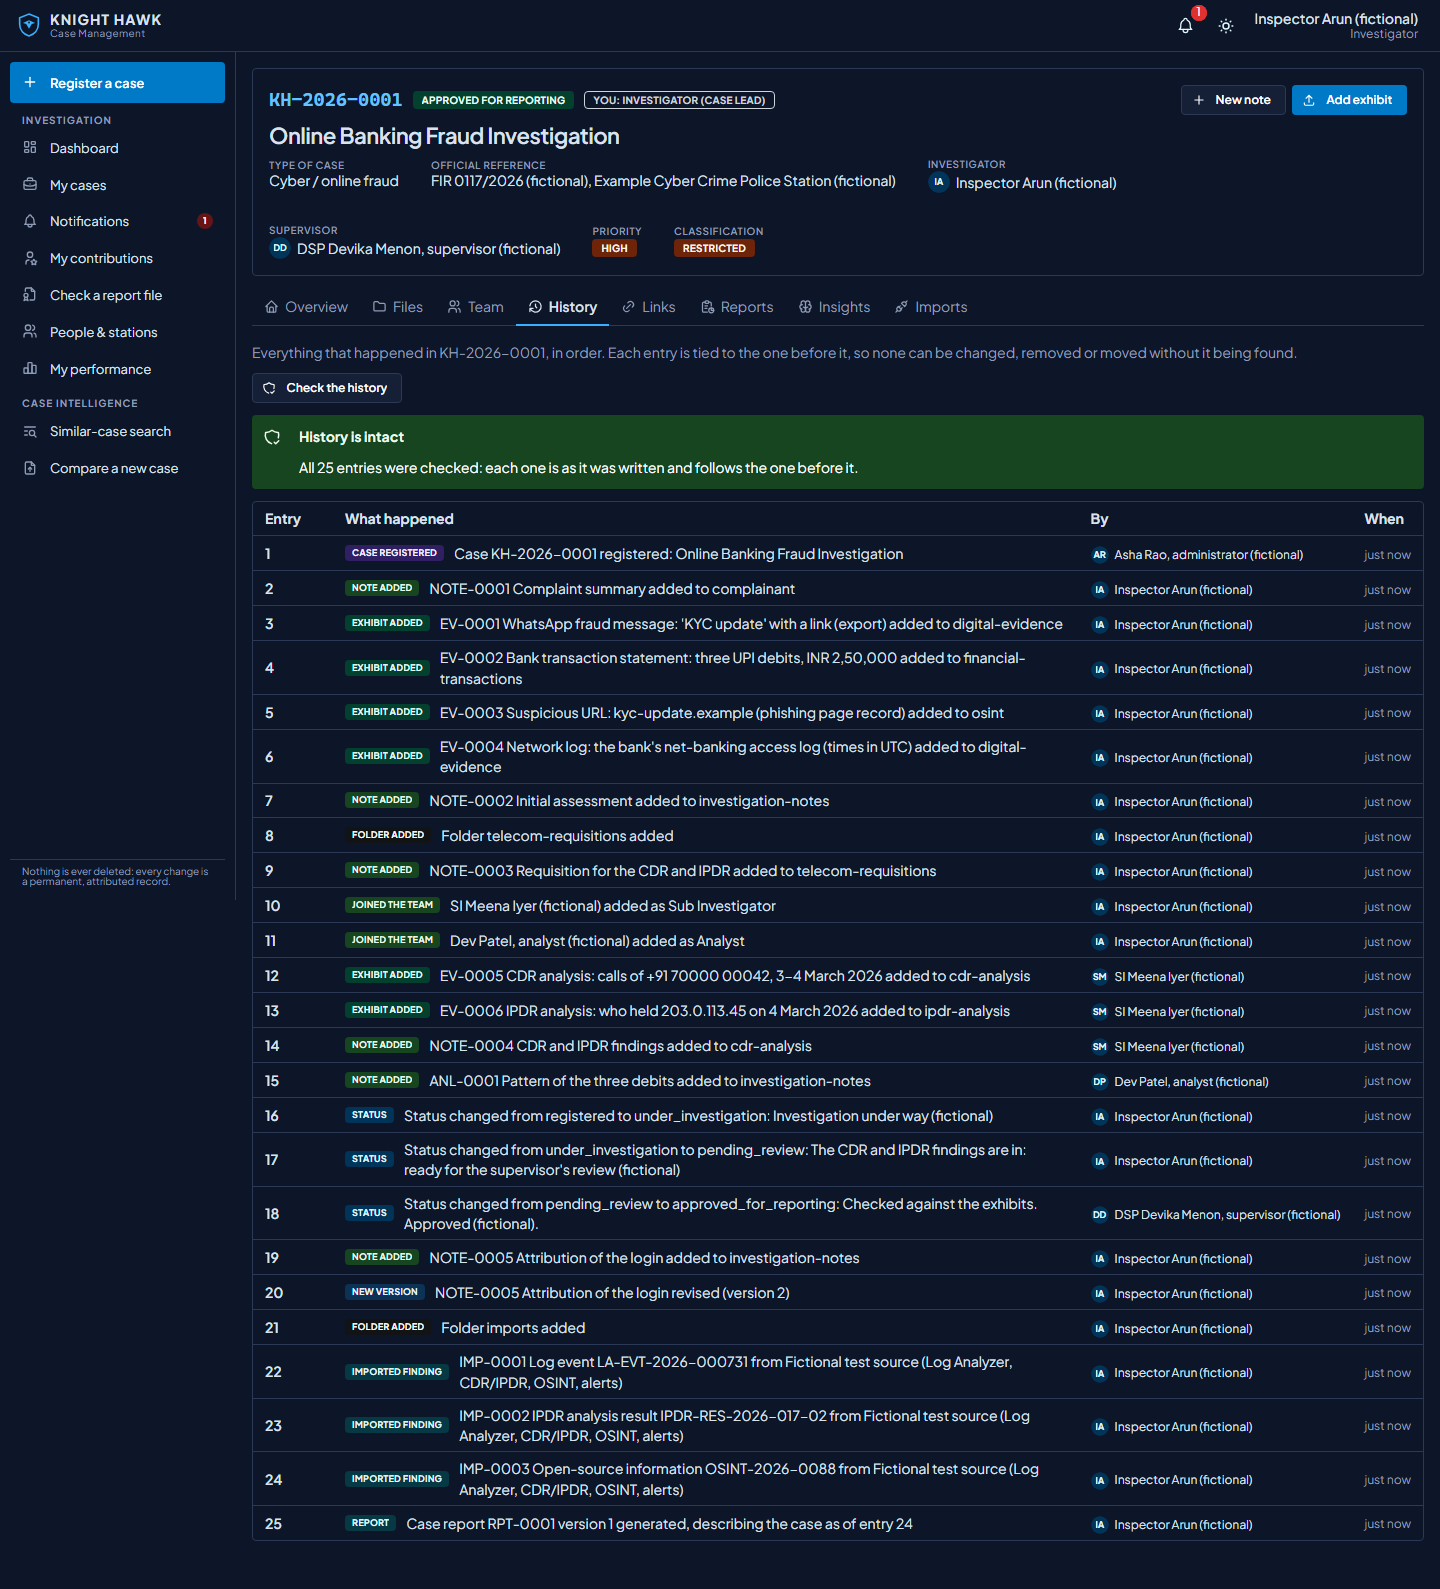 KNIGHT HAWK
Case Management
1
Inspector Arun (fictional)
Investigator
Register a case
INVESTIGATION
Dashboard
My cases
Notifications 1
My contributions
Check a report file
People & stations
My performance
CASE INTELLIGENCE
Similar-case search
Compare a new case
Nothing is ever deleted: every change is
a permanent, attributed record.
KH-2026-0001 APPROVED FOR REPORTING YOU: INVESTIGATOR (CASE LEAD)
New note Add exhibit
Online Banking Fraud Investigation
TYPE OF CASE
Cyber / online fraud
OFFICIAL REFERENCE
FIR 0117/2026 (fictional), Example Cyber Crime Police Station (fictional)
INVESTIGATOR
IA Inspector Arun (fictional)
SUPERVISOR
DD DSP Devika Menon, supervisor (fictional)
PRIORITY
HIGH
CLASSIFICATION
RESTRICTED
Overview Files Team History Links Reports Insights Imports
Everything that happened in KH-2026-0001, in order. Each entry is tied to the one before it, so none can be changed, removed or moved without it being found.
Check the history
History is intact
All 25 entries were checked: each one is as it was written and follows the one before it.
Entry What happened By When
1 CASE REGISTERED Case KH-2026-0001 registered: Online Banking Fraud Investigation AR Asha Rao, administrator (fictional) just now
2 NOTE ADDED NOTE-0001 Complaint summary added to complainant IA Inspector Arun (fictional) just now
3 EXHIBIT ADDED EV-0001 WhatsApp fraud message: 'KYC update' with a link (export) added to digital-evidence IA Inspector Arun (fictional) just now
4 EXHIBIT ADDED EV-0002 Bank transaction statement: three UPI debits, INR 2,50,000 added to financial-
transactions IA Inspector Arun (fictional) just now
5 EXHIBIT ADDED EV-0003 Suspicious URL: kyc-update.example (phishing page record) added to osint IA Inspector Arun (fictional) just now
6 EXHIBIT ADDED EV-0004 Network log: the bank's net-banking access log (times in UTC) added to digital-
evidence IA Inspector Arun (fictional) just now
7 NOTE ADDED NOTE-0002 Initial assessment added to investigation-notes IA Inspector Arun (fictional) just now
8 FOLDER ADDED Folder telecom-requisitions added IA Inspector Arun (fictional) just now
9 NOTE ADDED NOTE-0003 Requisition for the CDR and IPDR added to telecom-requisitions IA Inspector Arun (fictional) just now
10 JOINED THE TEAM SI Meena Iyer (fictional) added as Sub Investigator IA Inspector Arun (fictional) just now
11 JOINED THE TEAM Dev Patel, analyst (fictional) added as Analyst IA Inspector Arun (fictional) just now
12 EXHIBIT ADDED EV-0005 CDR analysis: calls of +91 70000 00042, 3-4 March 2026 added to cdr-analysis SM SI Meena Iyer (fictional) just now
13 EXHIBIT ADDED EV-0006 IPDR analysis: who held 203.0.113.45 on 4 March 2026 added to ipdr-analysis SM SI Meena Iyer (fictional) just now
14 NOTE ADDED NOTE-0004 CDR and IPDR findings added to cdr-analysis SM SI Meena Iyer (fictional) just now
15 NOTE ADDED ANL-0001 Pattern of the three debits added to investigation-notes DP Dev Patel, analyst (fictional) just now
16 STATUS Status changed from registered to under_investigation: Investigation under way (fictional) IA Inspector Arun (fictional) just now
17 STATUS Status changed from under_investigation to pending_review: The CDR and IPDR findings are in:
ready for the supervisor's review (fictional) IA Inspector Arun (fictional) just now
18 STATUS Status changed from pending_review to approved_for_reporting: Checked against the exhibits.
Approved (fictional). DD DSP Devika Menon, supervisor (fictional) just now
19 NOTE ADDED NOTE-0005 Attribution of the login added to investigation-notes IA Inspector Arun (fictional) just now
20 NEW VERSION NOTE-0005 Attribution of the login revised (version 2) IA Inspector Arun (fictional) just now
21 FOLDER ADDED Folder imports added IA Inspector Arun (fictional) just now
22 IMPORTED FINDING IMP-0001 Log event LA-EVT-2026-000731 from Fictional test source (Log Analyzer,
CDR/IPDR, OSINT, alerts) IA Inspector Arun (fictional) just now
23 IMPORTED FINDING IMP-0002 IPDR analysis result IPDR-RES-2026-017-02 from Fictional test source (Log
Analyzer, CDR/IPDR, OSINT, alerts) IA Inspector Arun (fictional) just now
24 IMPORTED FINDING IMP-0003 Open-source information OSINT-2026-0088 from Fictional test source (Log
Analyzer, CDR/IPDR, OSINT, alerts) IA Inspector Arun (fictional) just now
25 REPORT Case report RPT-0001 version 1 generated, describing the case as of entry 24 IA Inspector Arun (fictional) just now